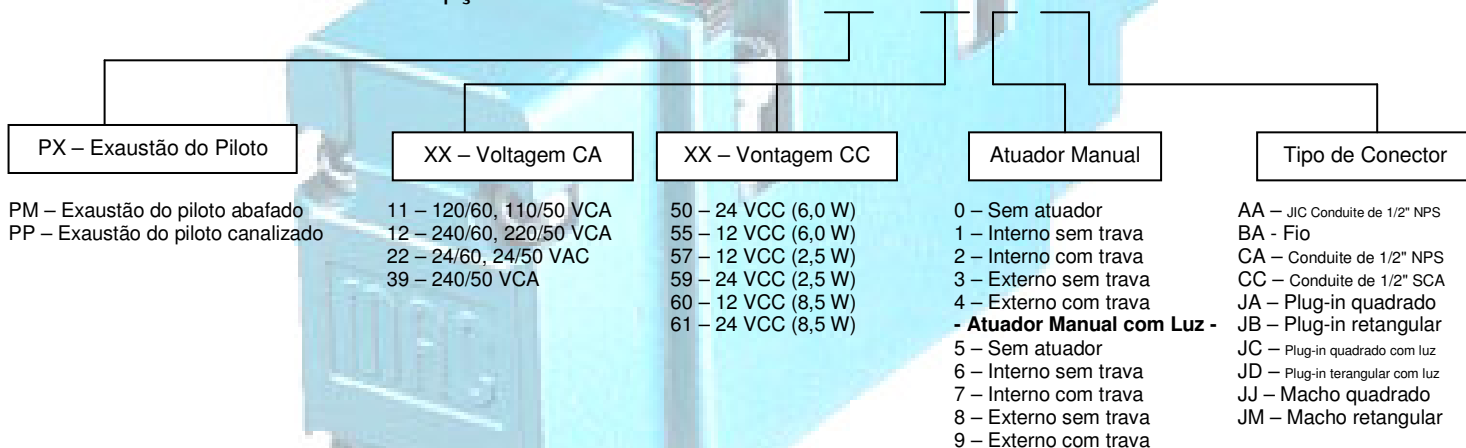 PX – Exaustão do Piloto
PM – Exaustão do piloto abafado
PP – Exaustão do piloto canalizado
XX – Voltagem CA
11 – 120/60, 110/50 VCA
12 – 240/60, 220/50 VCA
22 – 24/60, 24/50 VAC
39 – 240/50 VCA
XX – Vontagem CC
50 – 24 VCC (6,0 W)
55 – 12 VCC (6,0 W)
57 – 12 VCC (2,5 W)
59 – 24 VCC (2,5 W)
60 – 12 VCC (8,5 W)
61 – 24 VCC (8,5 W)
Atuador Manual
0 – Sem atuador
1 – Interno sem trava
2 – Interno com trava
3 – Externo sem trava
4 – Externo com trava
- Atuador Manual com Luz -
5 – Sem atuador
6 – Interno sem trava
7 – Interno com trava
8 – Externo sem trava
9 – Externo com trava
Tipo de Conector
AA – JIC Conduite de 1/2" NPS
BA - Fio
CA – Conduite de 1/2" NPS
CC – Conduite de 1/2" SCA
JA – Plug-in quadrado
JB – Plug-in retangular
JC – Plug-in quadrado com luz
JD – Plug-in terangular com luz
JJ – Macho quadrado
JM – Macho retangular